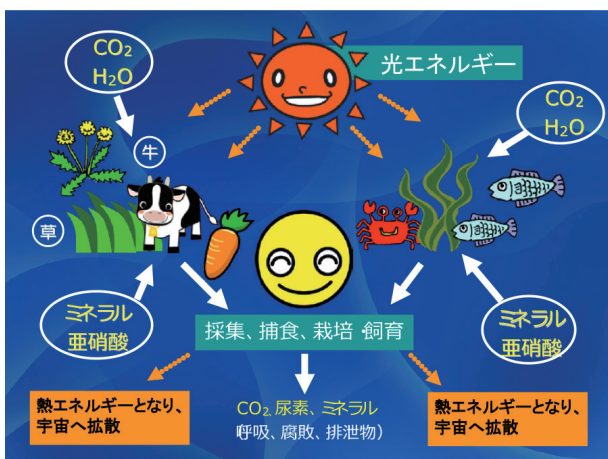 CO₂
H₂O
光エネルギー
CO₂
H₂O
牛
草
ミネラル
亜硝酸
ミネラル
亜硝酸
採集、捕食、栽培・飼育
熱エネルギーとなり、
宇宙へ拡散
CO₂、尿素、ミネラル
(呼吸、腐敗、排泄物)
熱エネルギーとなり、
宇宙へ拡散